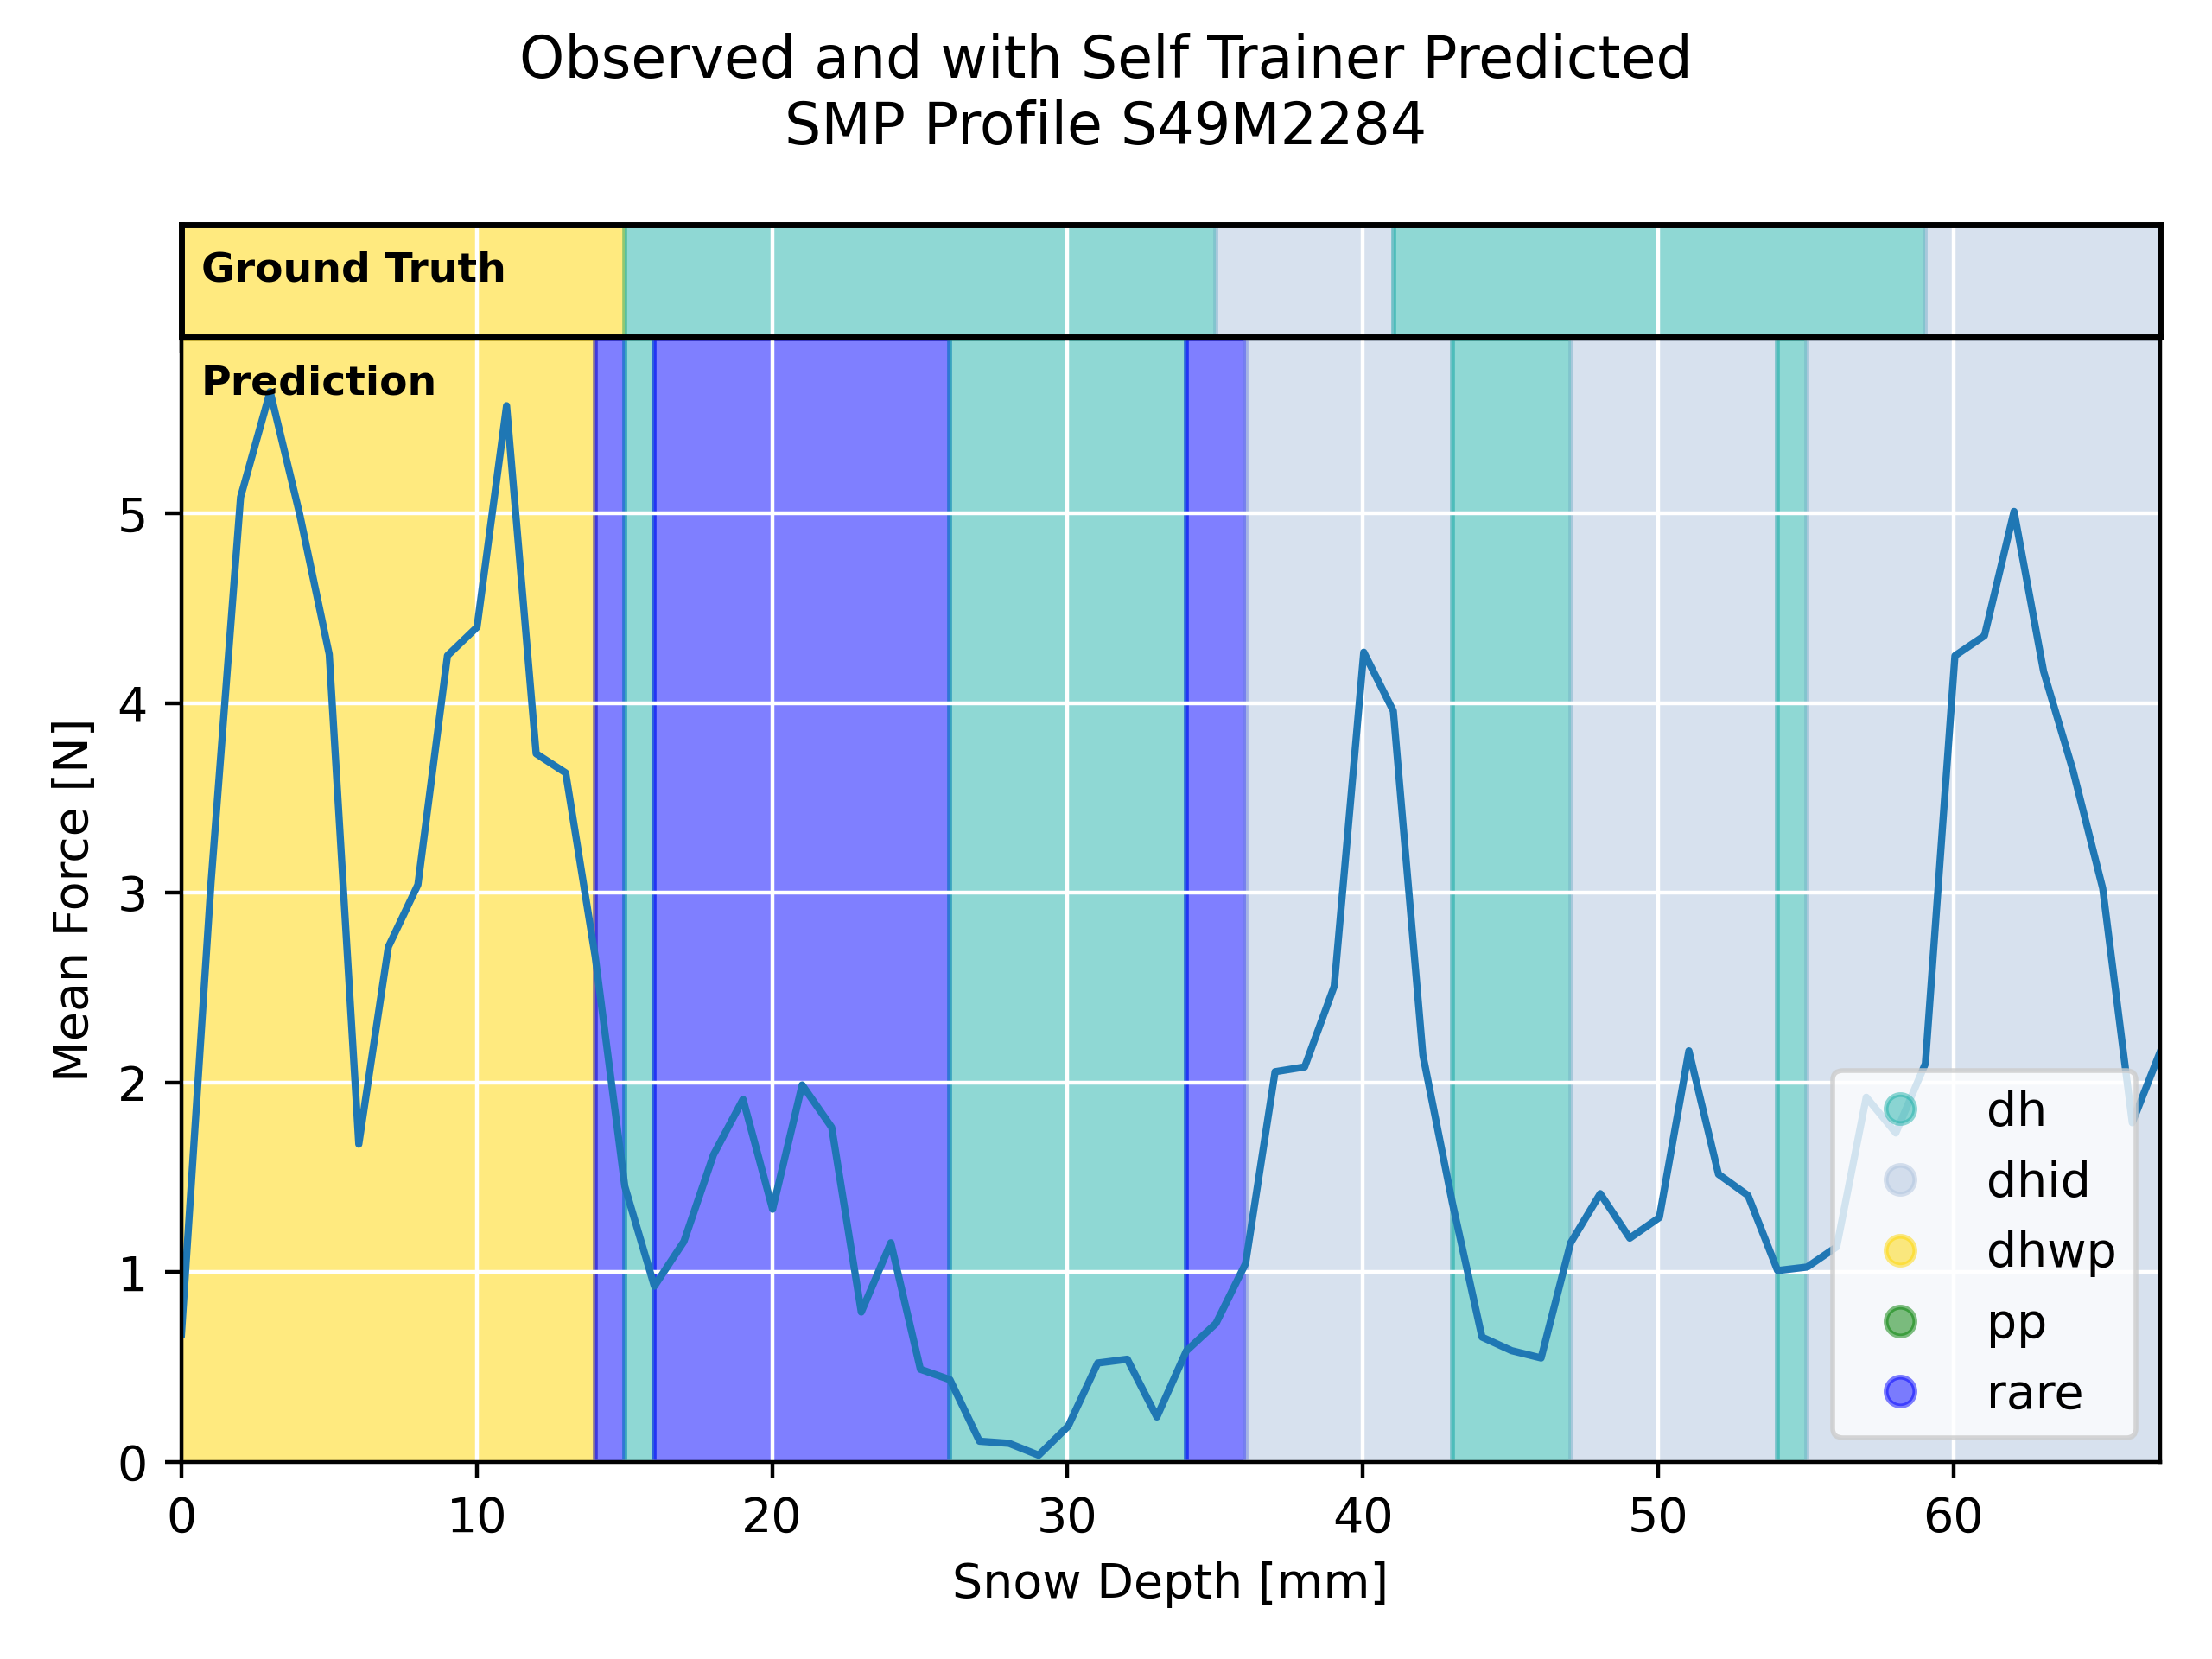 Observed and with Self Trainer Predicted
SMP Profile S49M2284
Ground Truth
Prediction
5
4
3
2
1
0
Mean Force [N]
dh
dhid
dhwp
pp
rare
0 10 20 30 40 50 60
Snow Depth [mm]